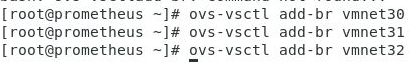 [root@prometheus ~]# ovs-vsctl add-br vmnet30
[root@prometheus ~]# ovs-vsctl add-br vmnet31
[root@prometheus ~]# ovs-vsctl add-br vmnet32